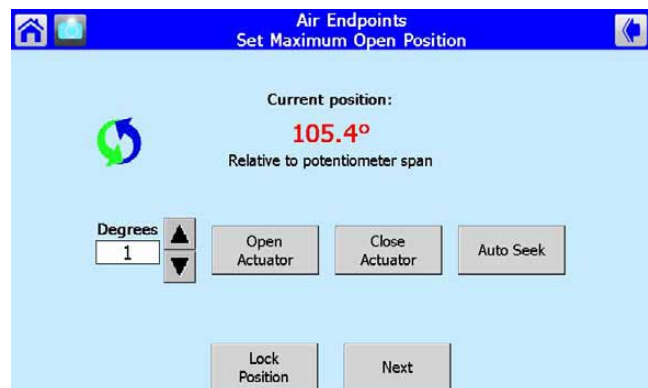 Air Endpoints
Set Maximum Open Position
Current position:
105.4º
Relative to potentiometer span
Degrees
1
Open
Actuator
Close
Actuator
Auto Seek
Lock
Position
Next